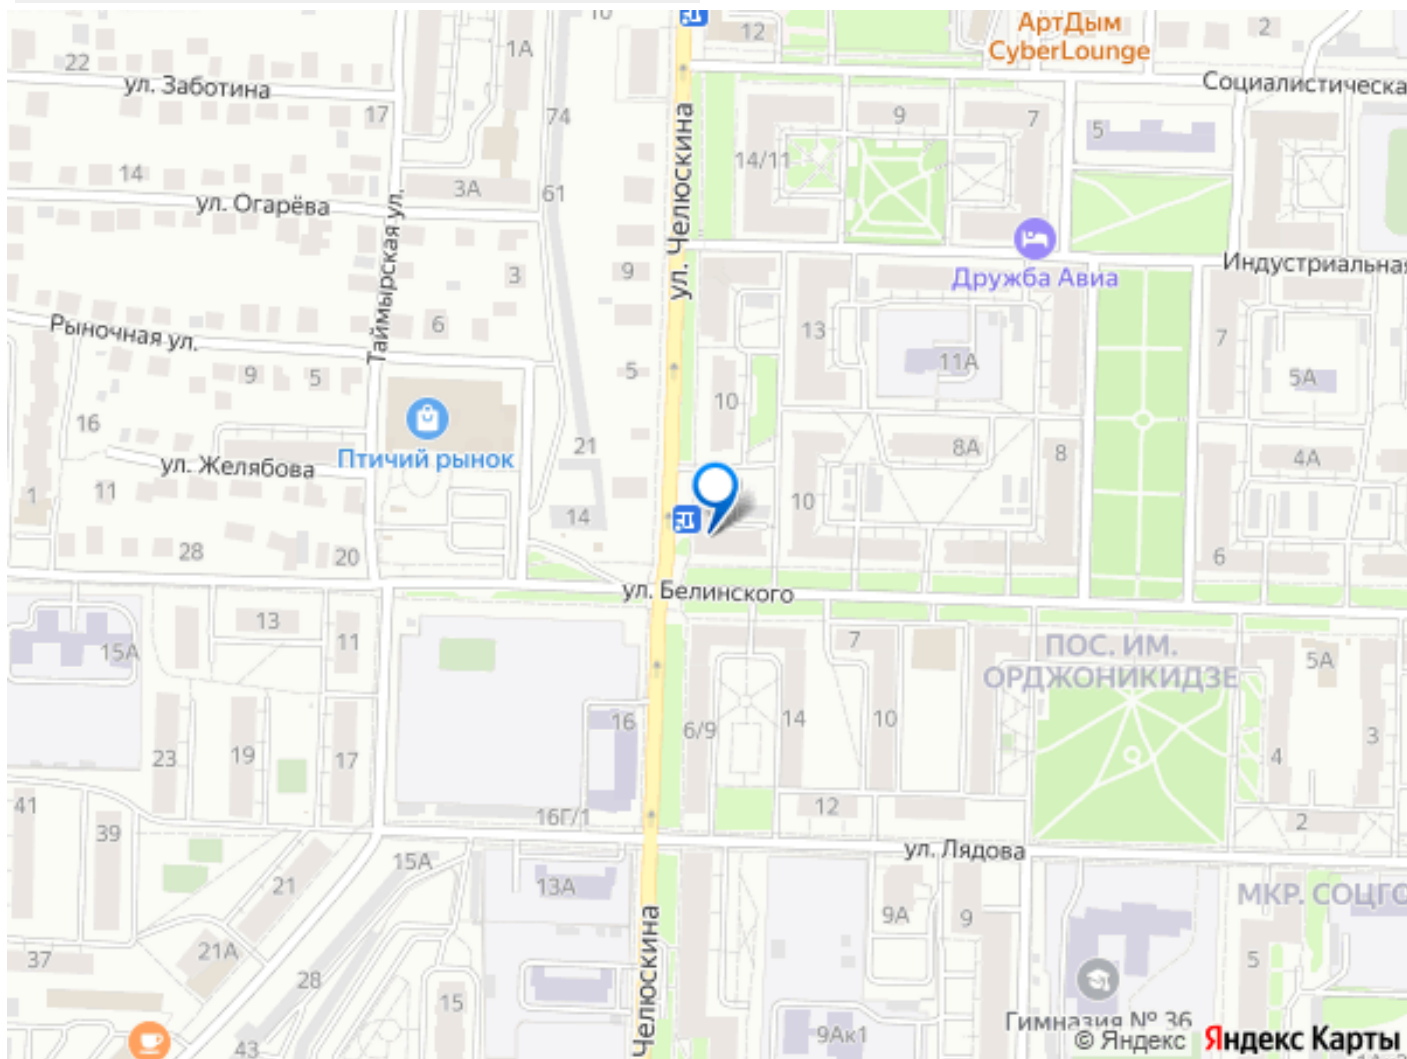 10
12
АртДым
CyberLounge
2
1А
22
ул. Заботина
Социалистическа
17
74
ул. Челюскина
9
7
5
14
14/11
3А
61
ул. Огарёва
Таймырская ул.
Дружба Авиа
Индустриальная
3
9
Рыночная ул.
6
13
7
11А
9
5
5
5А
10
16
Птичий рынок
21
ул. Желябова
8А
8
4А
1
11
14
10
28
20
6
ул. Белинского
13
11
15А
7
ПОС. ИМ.
ОРДЖОНИКИДЗЕ
5А
16
6/9
14
10
23
19
17
4
3
41
39
16Г/1
12
2
15А
ул. Лядова
21
13А
9А
9
МКР. СОЦГО
37
21А
28
15
Челюскина
5
9Ак1
Гимназия № 36
43
© Яндекс Яндекс Карты